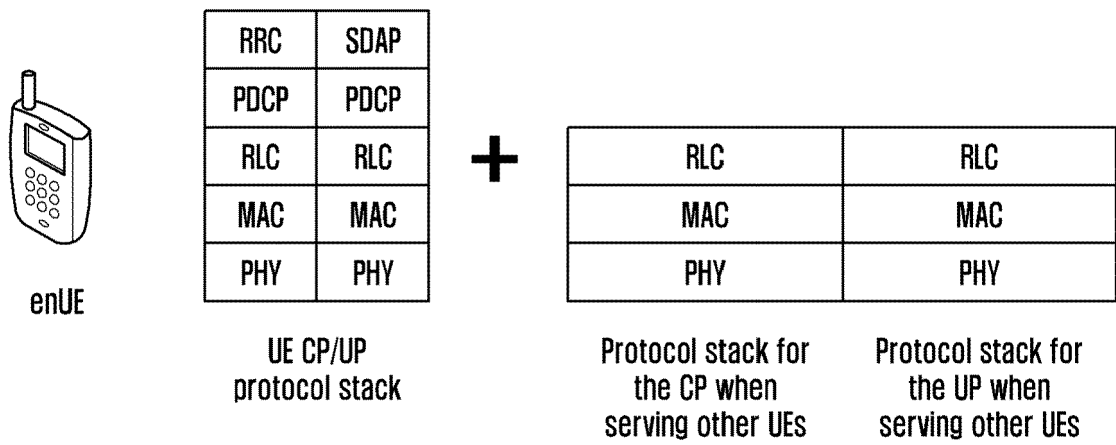 RRC SDAP
PDCP PDCP
RLC RLC
MAC MAC
PHY PHY
enUE
UE CP/UP
protocol stack
+
RLC RLC
MAC MAC
PHY PHY
Protocol stack for
the CP when
serving other UEs
Protocol stack for
the UP when
serving other UEs